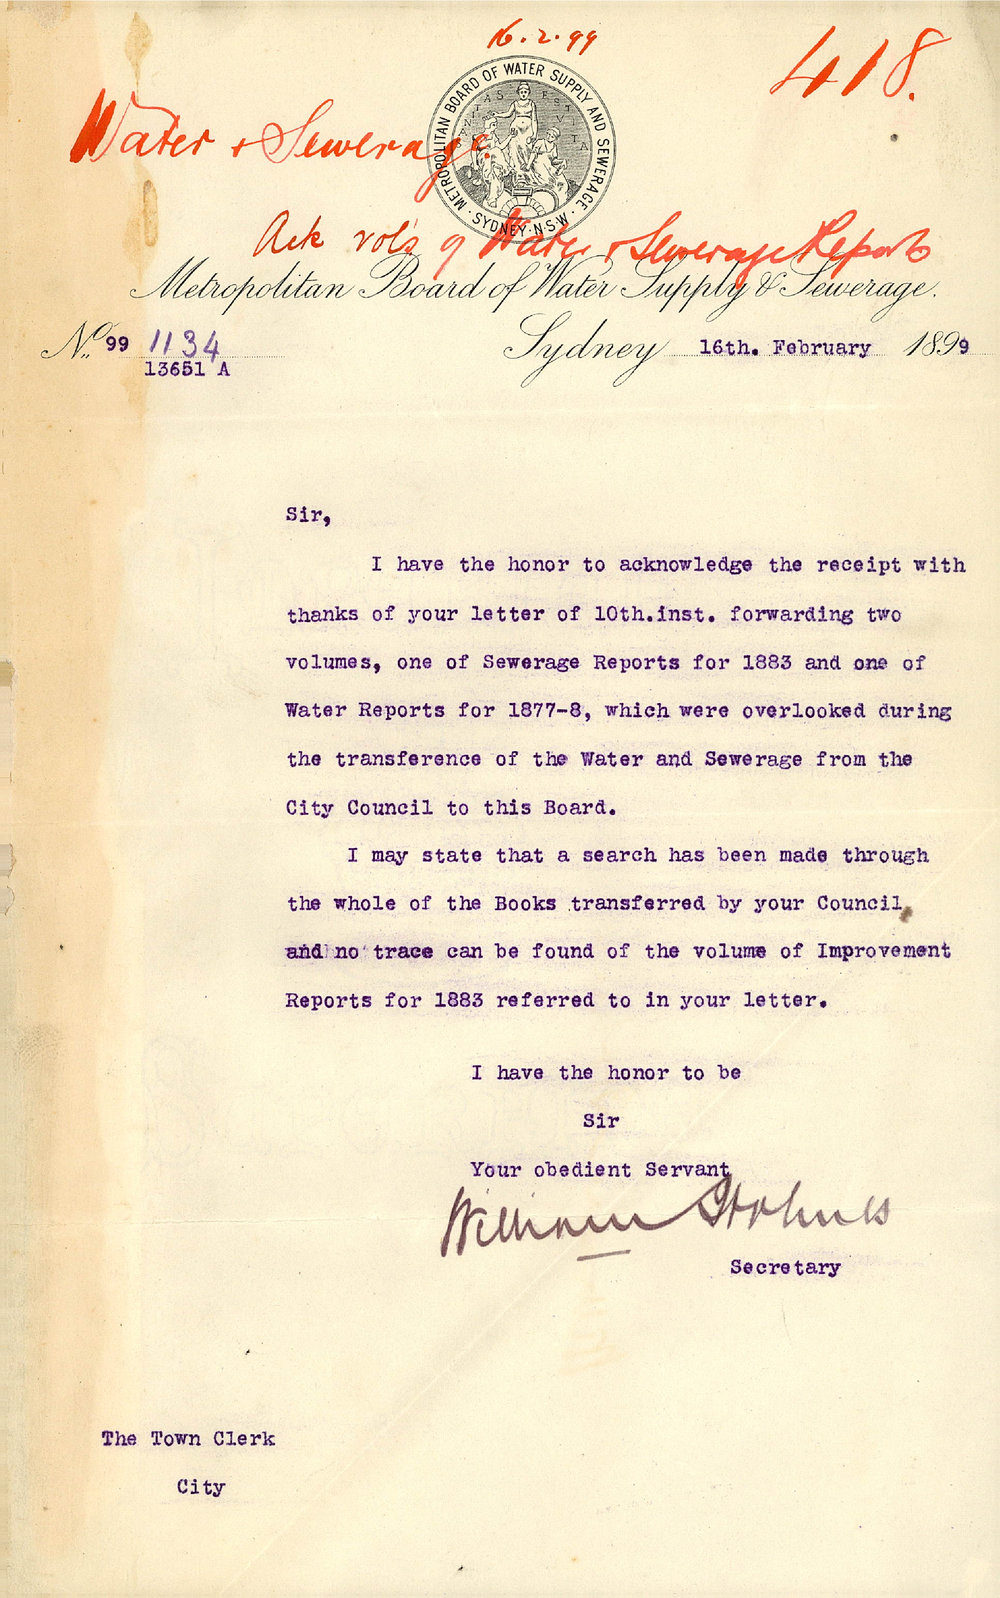 16.2.99
418.
Water & Sewerage.
METROPOLITAN BOARD OF WATER SUPPLY AND SEWERAGE
· SYDNEY · N·S·W ·
SANITAS EST VITA
Ack vol's of Water & Sewerage Report
Metropolitan Board of Water Supply & Sewerage.
No. 99 1134
13651 A
Sydney 16th. February 1899
Sir,
I have the honor to acknowledge the receipt with
thanks of your letter of 10th.inst. forwarding two
volumes, one of Sewerage Reports for 1883 and one of
Water Reports for 1877-8, which were overlooked during
the transference of the Water and Sewerage from the
City Council to this Board.
I may state that a search has been made through
the whole of the Books transferred by your Council,
and no trace can be found of the volume of Improvement
Reports for 1883 referred to in your letter.
I have the honor to be
Sir
Your obedient Servant
William Holmes
Secretary
The Town Clerk
City